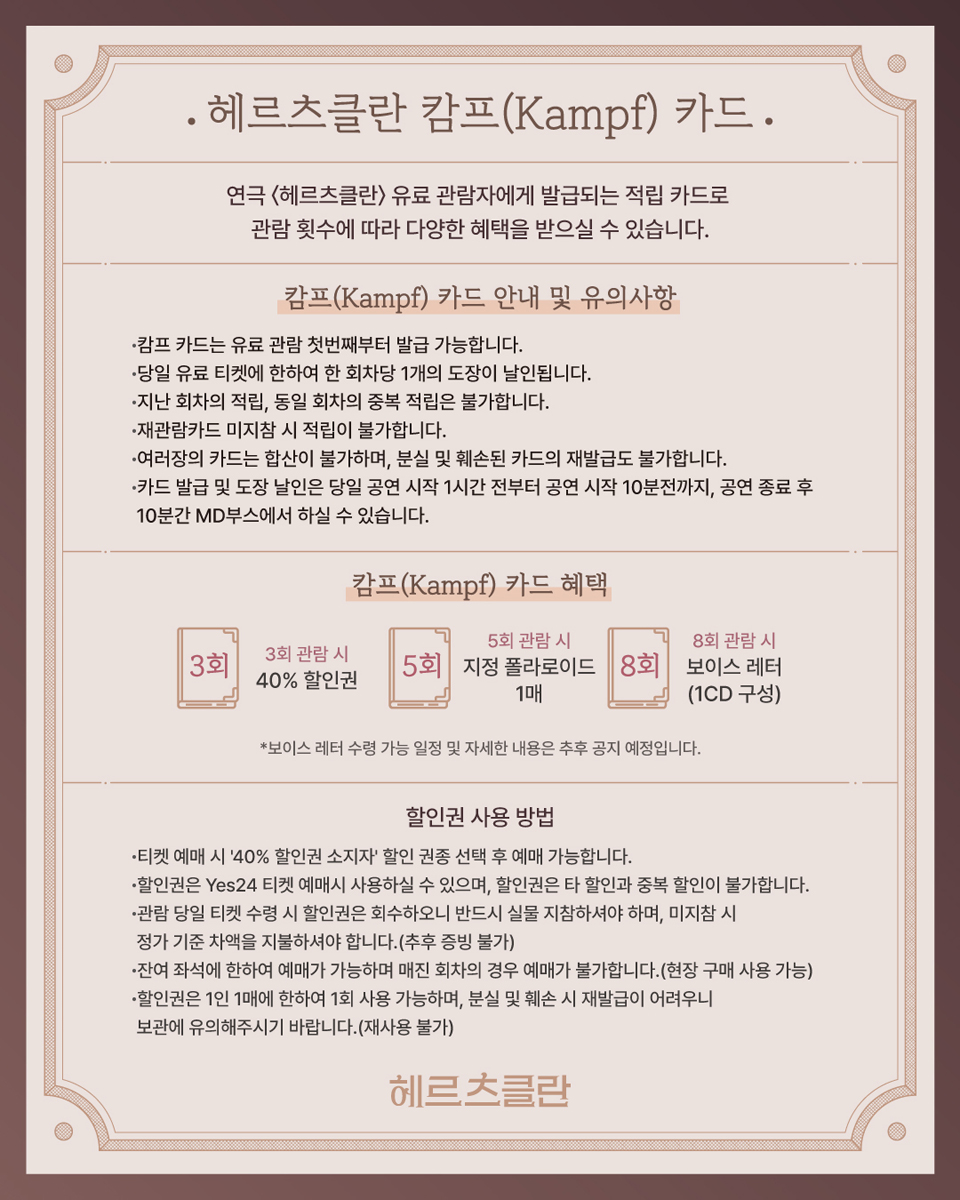 · 헤르츠클란 캄프(Kampf) 카드 ·
연극 〈헤르츠클란〉 유료 관람자에게 발급되는 적립 카드로
관람 횟수에 따라 다양한 혜택을 받으실 수 있습니다.
캄프(Kampf) 카드 안내 및 유의사항
·캄프 카드는 유료 관람 첫번째부터 발급 가능합니다.
·당일 유료 티켓에 한하여 한 회차당 1개의 도장이 날인됩니다.
·지난 회차의 적립, 동일 회차의 중복 적립은 불가합니다.
·재관람카드 미지참 시 적립이 불가합니다.
·여러장의 카드는 합산이 불가하며, 분실 및 훼손된 카드의 재발급도 불가합니다.
·카드 발급 및 도장 날인은 당일 공연 시작 1시간 전부터 공연 시작 10분전까지, 공연 종료 후
10분간 MD부스에서 하실 수 있습니다.
캄프(Kampf) 카드 혜택
3회
3회 관람 시
40% 할인권
5회
5회 관람 시
지정 폴라로이드
1매
8회
8회 관람 시
보이스 레터
(1CD 구성)
*보이스 레터 수령 가능 일정 및 자세한 내용은 추후 공지 예정입니다.
할인권 사용 방법
·티켓 예매 시 '40% 할인권 소지자' 할인 권종 선택 후 예매 가능합니다.
·할인권은 Yes24 티켓 예매시 사용하실 수 있으며, 할인권은 타 할인과 중복 할인이 불가합니다.
·관람 당일 티켓 수령 시 할인권은 회수하오니 반드시 실물 지참하셔야 하며, 미지참 시
정가 기준 차액을 지불하셔야 합니다.(추후 증빙 불가)
·잔여 좌석에 한하여 예매가 가능하며 매진 회차의 경우 예매가 불가합니다.(현장 구매 사용 가능)
·할인권은 1인 1매에 한하여 1회 사용 가능하며, 분실 및 훼손 시 재발급이 어려우니
보관에 유의해주시기 바랍니다.(재사용 불가)
헤르츠클란